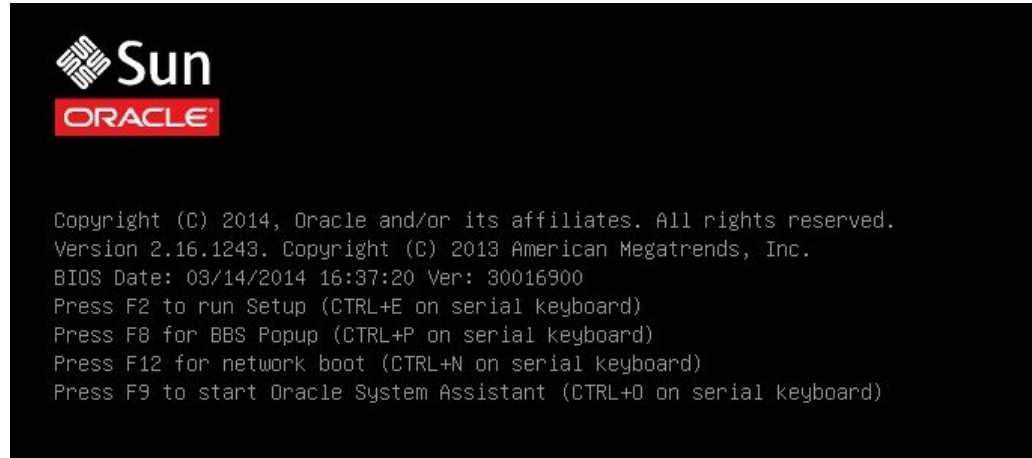 Sun
ORACLE
Copyright (C) 2014, Oracle and/or its affiliates. All rights reserved.
Version 2.16.1243. Copyright (C) 2013 American Megatrends, Inc.
BIOS Date: 03/14/2014 16:37:20 Ver: 30016900
Press F2 to run Setup (CTRL+E on serial keyboard)
Press F8 for BBS Popup (CTRL+P on serial keyboard)
Press F12 for network boot (CTRL+N on serial keyboard)
Press F9 to start Oracle System Assistant (CTRL+O on serial keyboard)